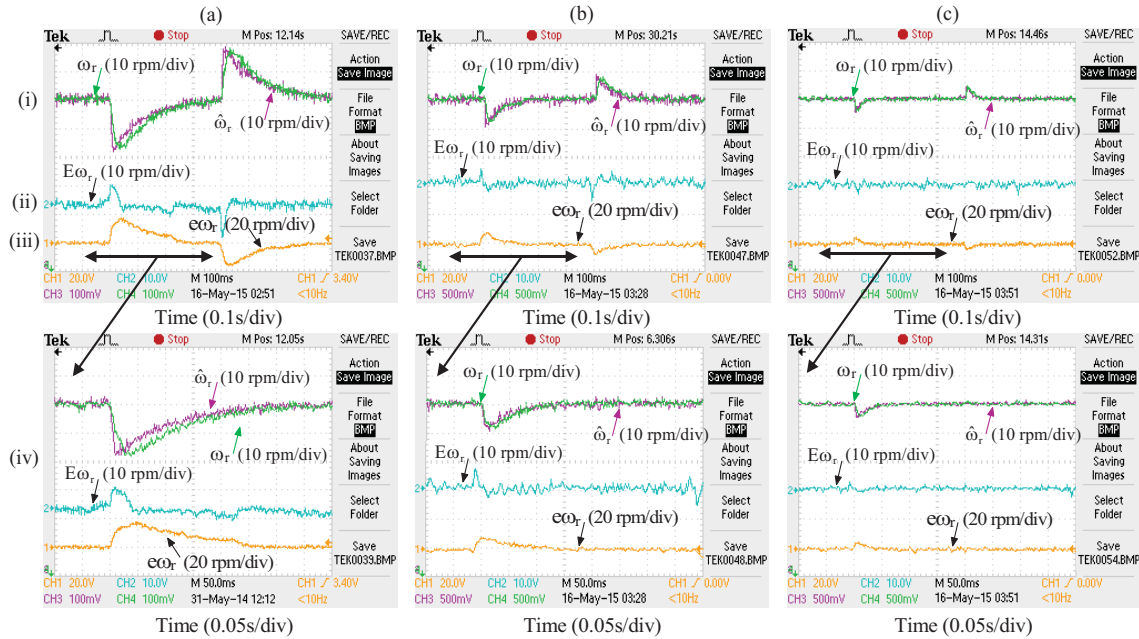 (a)
(b)
(c)
(i)
(ii)
(iii)
(iv)
Tek Stop M Pos: 12.14s SAVE/REC
ωr (10 rpm/div)
ω̂r (10 rpm/div)
Eωr (10 rpm/div)
eωr (20 rpm/div)
2
1
Action
Save Image
File
Format
BMP
About
Saving
Images
Select
Folder
Save
TEK0037.BMP
CH1 20.0V CH2 10.0V M 100ms CH1 3.40V
CH3 100mV CH4 100mV 16-May-15 02:51 <10Hz
Time (0.1s/div)
Tek Stop M Pos: 30.21s SAVE/REC
ωr (10 rpm/div)
ω̂r (10 rpm/div)
Eωr (10 rpm/div)
eωr (20 rpm/div)
2
1
Action
Save Image
File
Format
BMP
About
Saving
Images
Select
Folder
Save
TEK0047.BMP
CH1 20.0V CH2 10.0V M 100ms CH1 0.00V
CH3 500mV CH4 500mV 16-May-15 03:28 <10Hz
Time (0.1s/div)
Tek Stop M Pos: 14.46s SAVE/REC
ωr (10 rpm/div)
ω̂r (10 rpm/div)
Eωr (10 rpm/div)
eωr (20 rpm/div)
2
1
Action
Save Image
File
Format
BMP
About
Saving
Images
Select
Folder
Save
TEK0052.BMP
CH1 20.0V CH2 10.0V M 100ms CH1 0.00V
CH3 500mV CH4 500mV 16-May-15 03:51 <10Hz
Time (0.1s/div)
Tek Stop M Pos: 12.05s SAVE/REC
ω̂r (10 rpm/div)
ωr (10 rpm/div)
Eωr (10 rpm/div)
eωr (20 rpm/div)
2
1
Action
Save Image
File
Format
BMP
About
Saving
Images
Select
Folder
Save
TEK0039.BMP
CH1 20.0V CH2 10.0V M 50.0ms CH1 3.40V
CH3 100mV CH4 100mV 31-May-14 12:12 <10Hz
Time (0.05s/div)
Tek Stop M Pos: 6.306s SAVE/REC
ωr (10 rpm/div)
ω̂r (10 rpm/div)
Eωr (10 rpm/div)
eωr (20 rpm/div)
2
1
Action
Save Image
File
Format
BMP
About
Saving
Images
Select
Folder
Save
TEK0048.BMP
CH1 20.0V CH2 10.0V M 50.0ms CH1 0.00V
CH3 500mV CH4 500mV 16-May-15 03:28 <10Hz
Time (0.05s/div)
Tek Stop M Pos: 14.31s SAVE/REC
ωr (10 rpm/div)
ω̂r (10 rpm/div)
Eωr (10 rpm/div)
eωr (20 rpm/div)
2
1
Action
Save Image
File
Format
BMP
About
Saving
Images
Select
Folder
Save
TEK0054.BMP
CH1 20.0V CH2 10.0V M 50.0ms CH1 0.00V
CH3 500mV CH4 500mV 16-May-15 03:51 <10Hz
Time (0.05s/div)